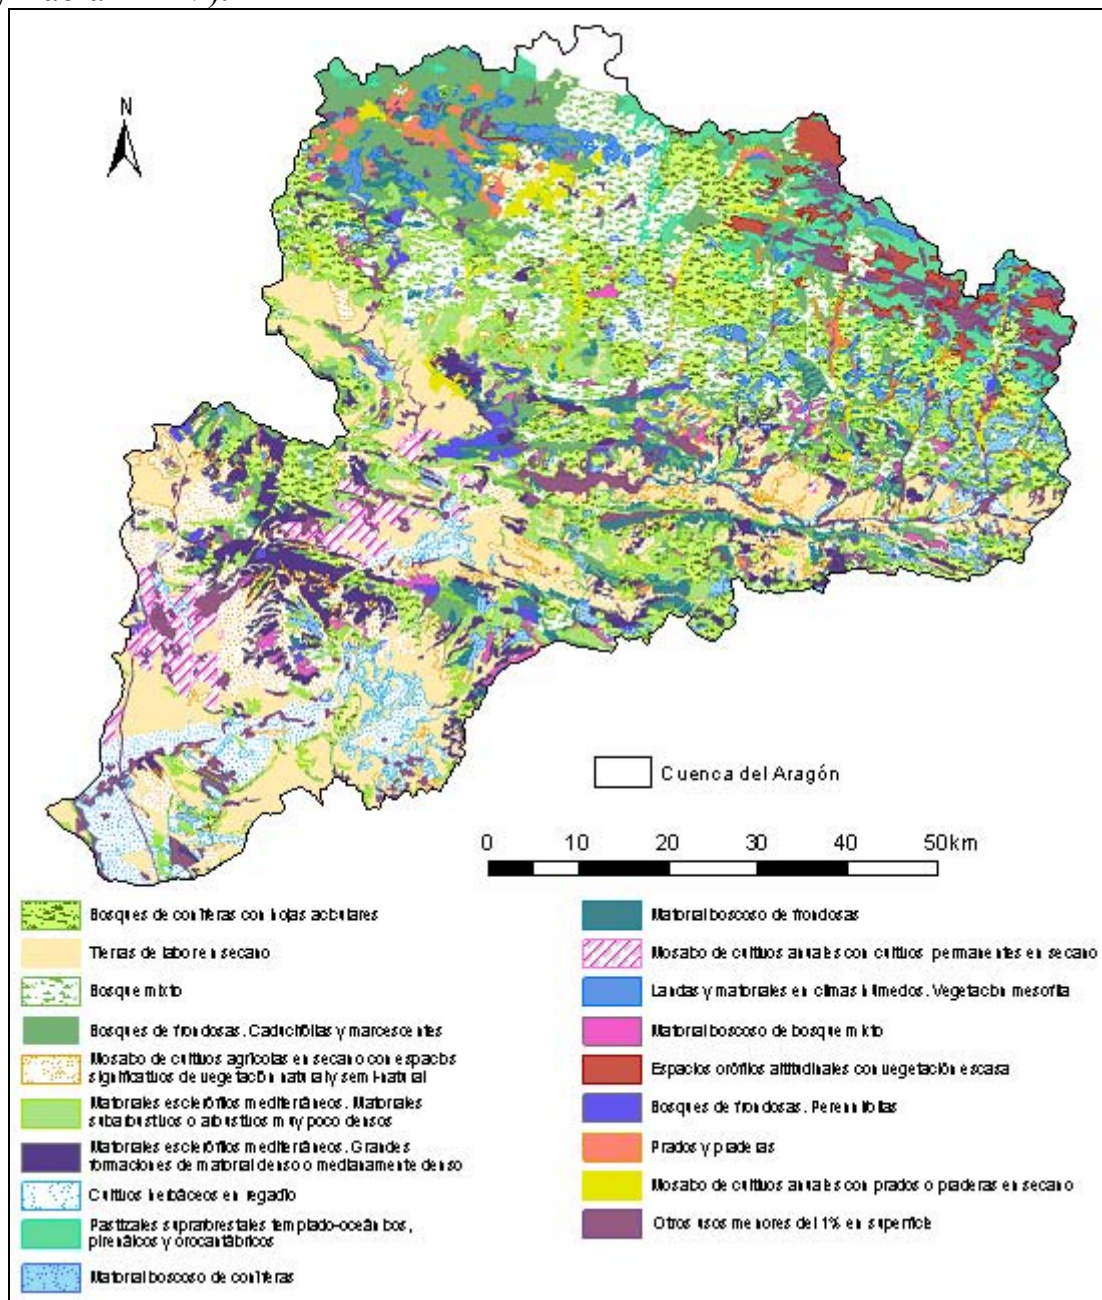 N
Cuenca del Aragón
0 10 20 30 40 50km
Bosques de coníferas con hojas aciculares
Tierras de labor en secano
Bosque mixto
Bosques de frondosas. Caducifolias y marcescentes
Mosaico de cultivos agrícolas en secano con espacios
significativos de vegetación natural y semi-natural
Matorrales esclerófilos mediterráneos. Matorrales
subarbustivos o arbustivos muy poco densos
Matorrales esclerófilos mediterráneos. Grandes
formaciones de matorral denso o medianamente denso
Cultivos herbáceos en regadío
Pastizales supraforestales templado-oceánicos,
pirenáicos y orocantábricos
Matorral boscoso de coníferas
Matorral boscoso de frondosas
Mosaico de cultivos anuales con cultivos permanentes en secano
Landas y matorrales en climas húmedos. Vegetación mesófila
Matorral boscoso de bosque mixto
Espacios orófilos altitudinales con vegetación escasa
Bosques de frondosas. Perennifolias
Prados y praderas
Mosaico de cultivos anuales con prados o praderas en secano
Otros usos menores del 1% en superficie